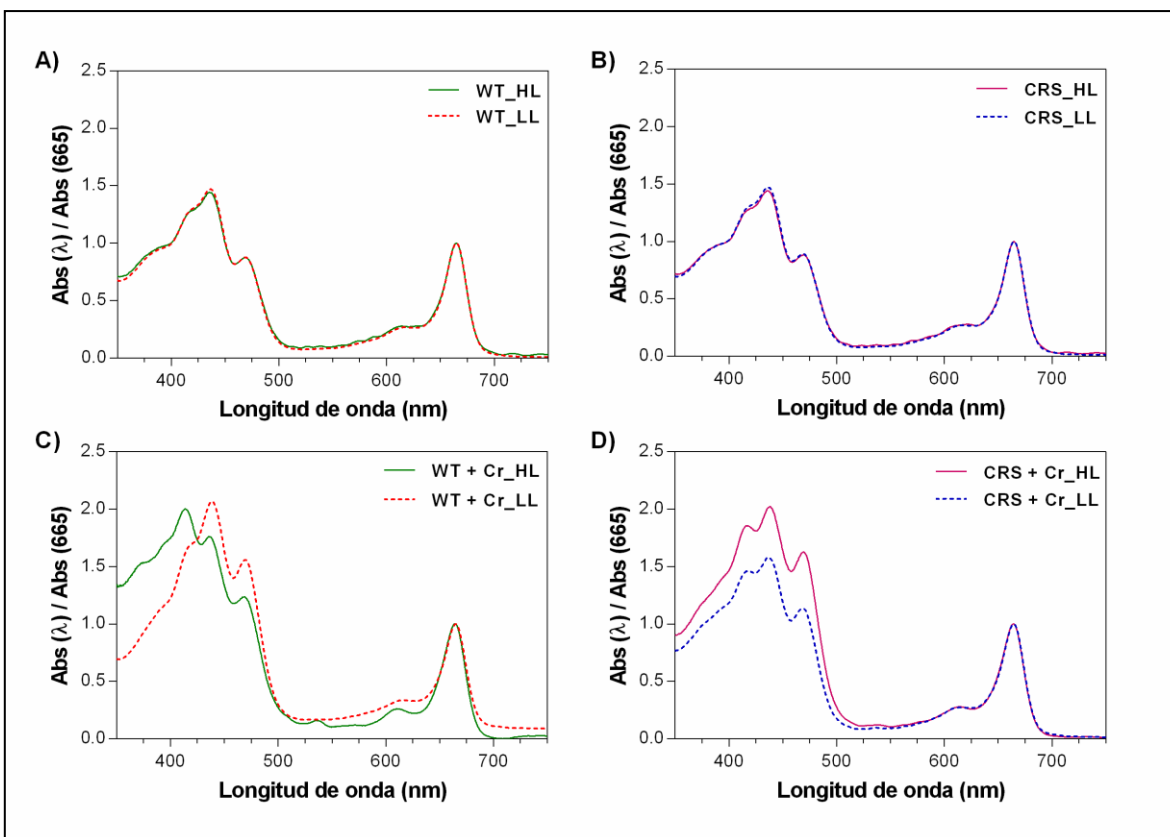 A)
WT_HL
WT_LL
Abs (λ) / Abs (665)
2.5
2.0
1.5
1.0
0.5
0.0
400 500 600 700
Longitud de onda (nm)
B)
CRS_HL
CRS_LL
Abs (λ) / Abs (665)
2.5
2.0
1.5
1.0
0.5
0.0
400 500 600 700
Longitud de onda (nm)
C)
WT + Cr_HL
WT + Cr_LL
Abs (λ) / Abs (665)
2.5
2.0
1.5
1.0
0.5
0.0
400 500 600 700
Longitud de onda (nm)
D)
CRS + Cr_HL
CRS + Cr_LL
Abs (λ) / Abs (665)
2.5
2.0
1.5
1.0
0.5
0.0
400 500 600 700
Longitud de onda (nm)